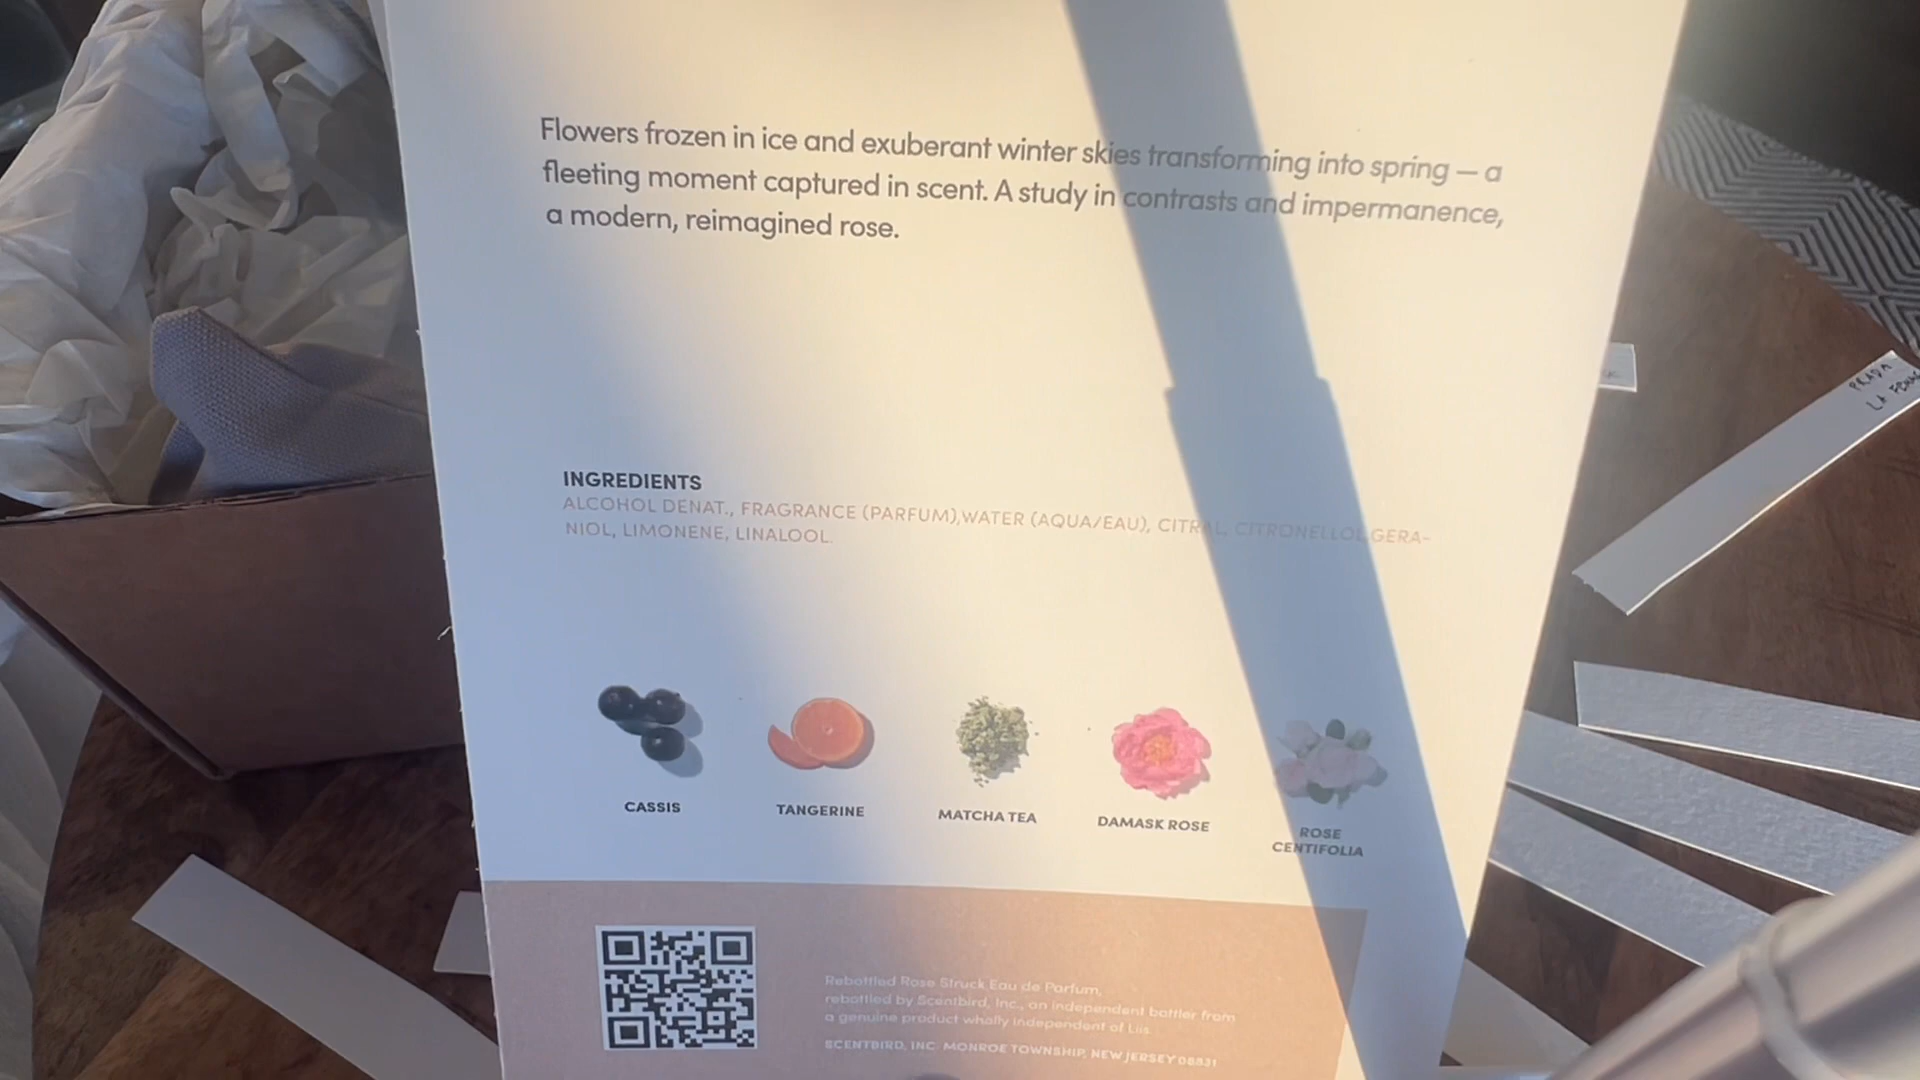 Flowers frozen in ice and exuberant winter skies transforming into spring — a
fleeting moment captured in scent. A study in contrasts and impermanence,
a modern, reimagined rose.
INGREDIENTS
ALCOHOL DENAT., FRAGRANCE (PARFUM),WATER (AQUA/EAU), CITRAL, CITRONELLOL,GERA-
NIOL, LIMONENE, LINALOOL.
CASSIS
TANGERINE
MATCHA TEA
DAMASK ROSE
ROSE
CENTIFOLIA
Rebottled Rose Struck Eau de Parfum,
rebottled by Scentbird, Inc., an independent bottler from
a genuine product wholly independent of Liis.
SCENTBIRD, INC. MONROE TOWNSHIP, NEW JERSEY 08831
PRADA
LA